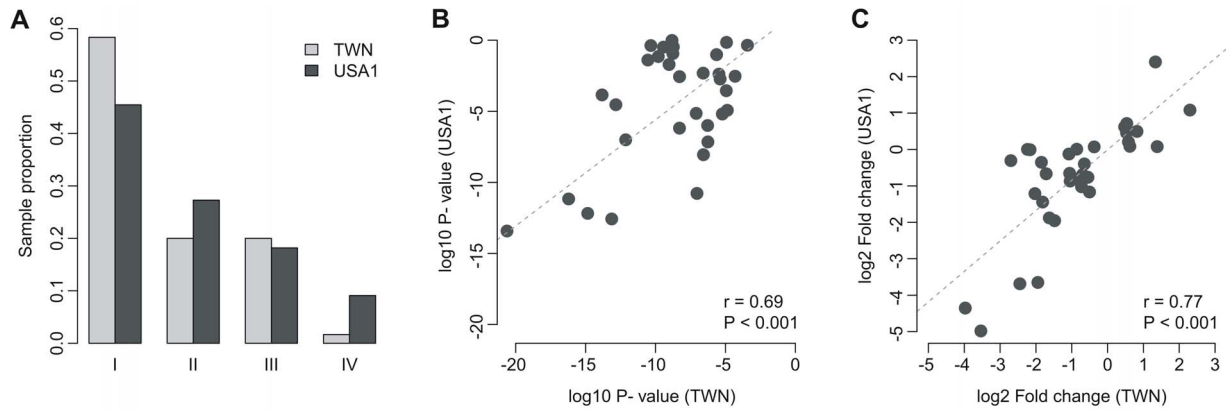 A
0.6
0.5
0.4
0.3
0.2
0.1
0.0
Sample proportion
TWN
USA1
I II III IV
B
0
-5
-10
-15
-20
log10 P- value (USA1)
r = 0.69
P < 0.001
-20 -15 -10 -5 0
log10 P- value (TWN)
C
3
2
1
0
-1
-2
-3
-4
-5
log2 Fold change (USA1)
r = 0.77
P < 0.001
-5 -4 -3 -2 -1 0 1 2 3
log2 Fold change (TWN)